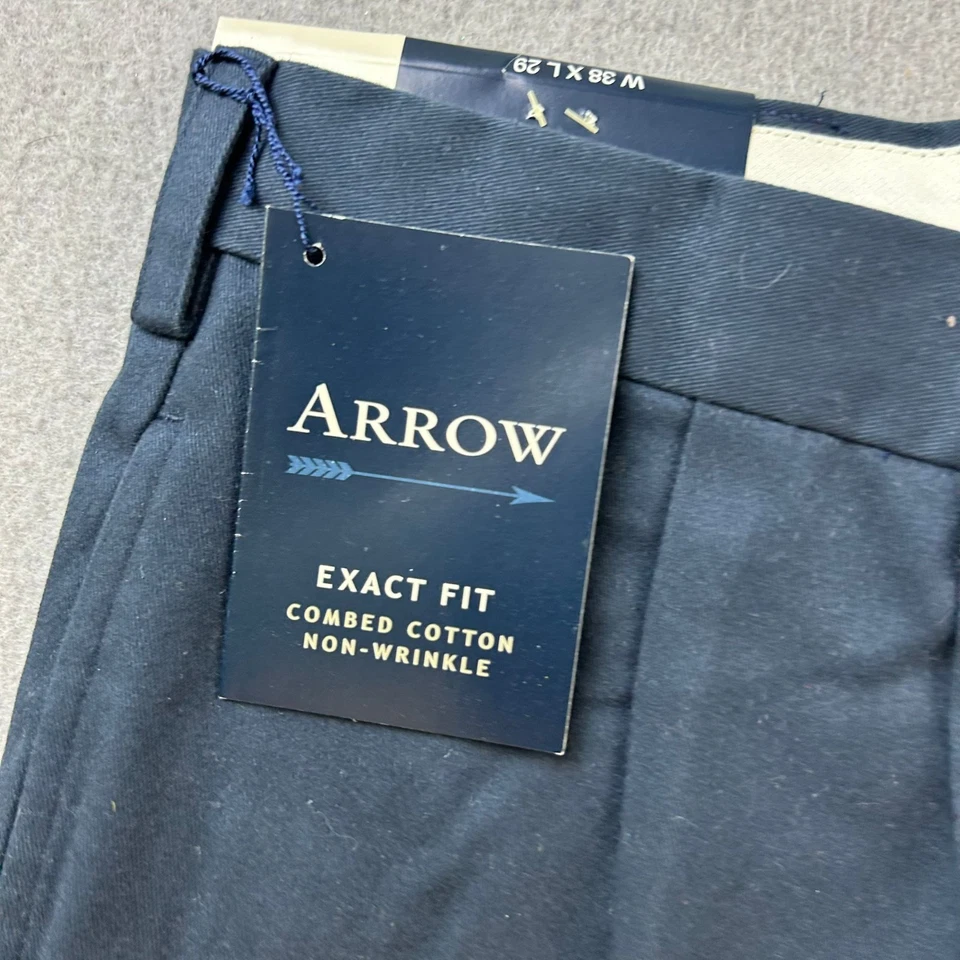 W 38 X L 29
ARROW
EXACT FIT
COMBED COTTON
NON-WRINKLE